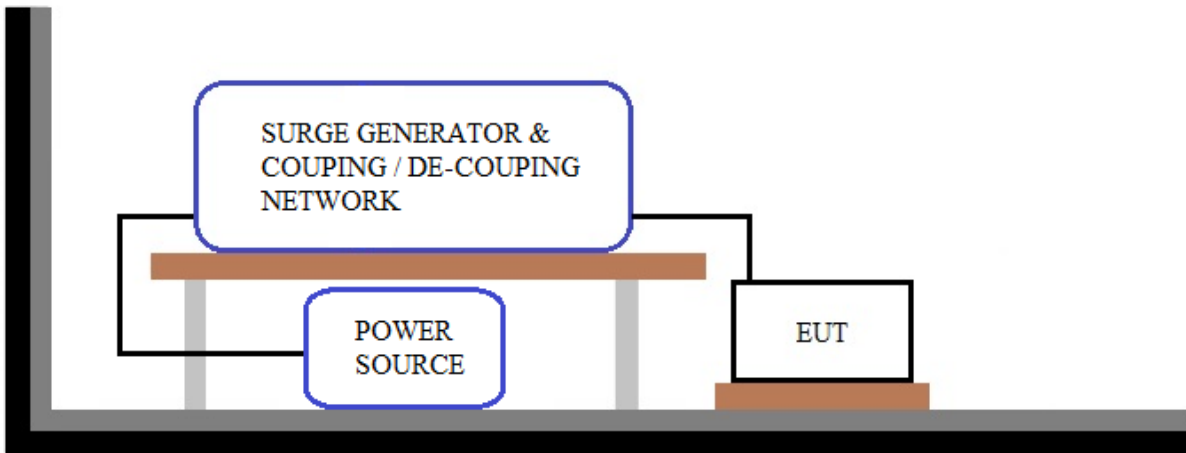 SURGE GENERATOR &
COUPING / DE-COUPING
NETWORK
POWER
SOURCE
EUT